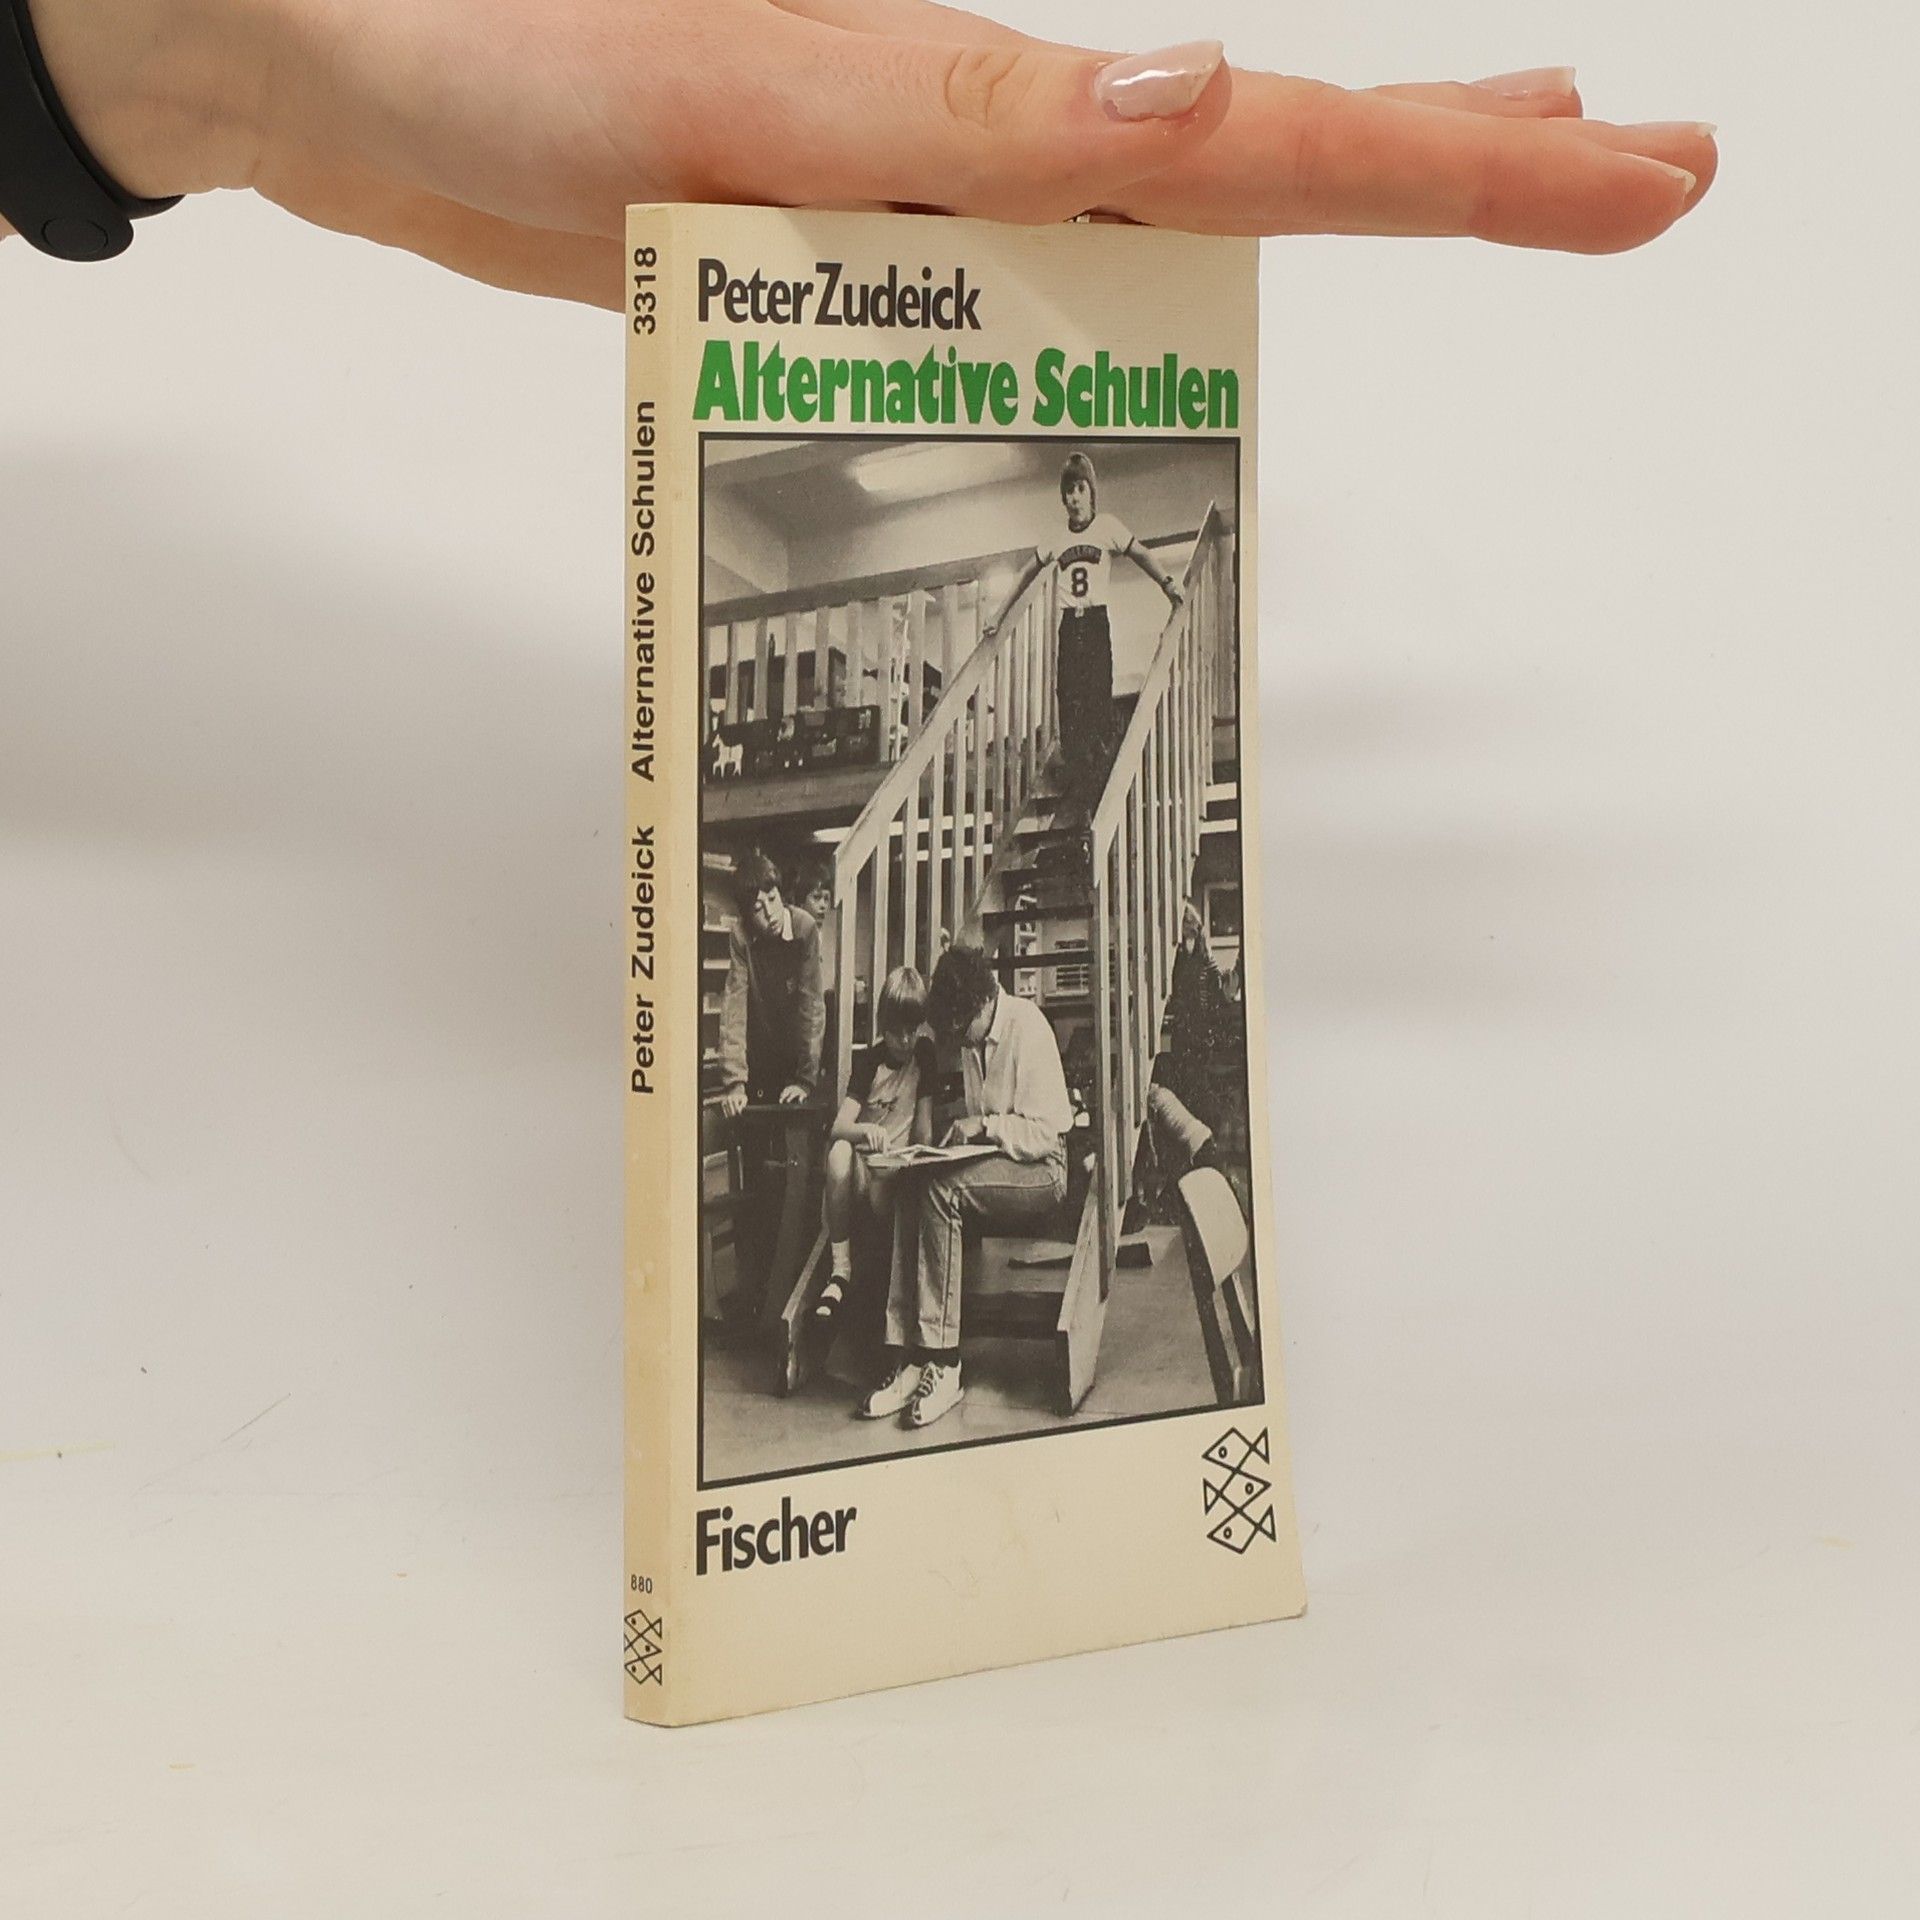 Peter Zudeick
Alternative Schulen
8
Fischer
Peter Zudeick Alternative Schulen 3318
880